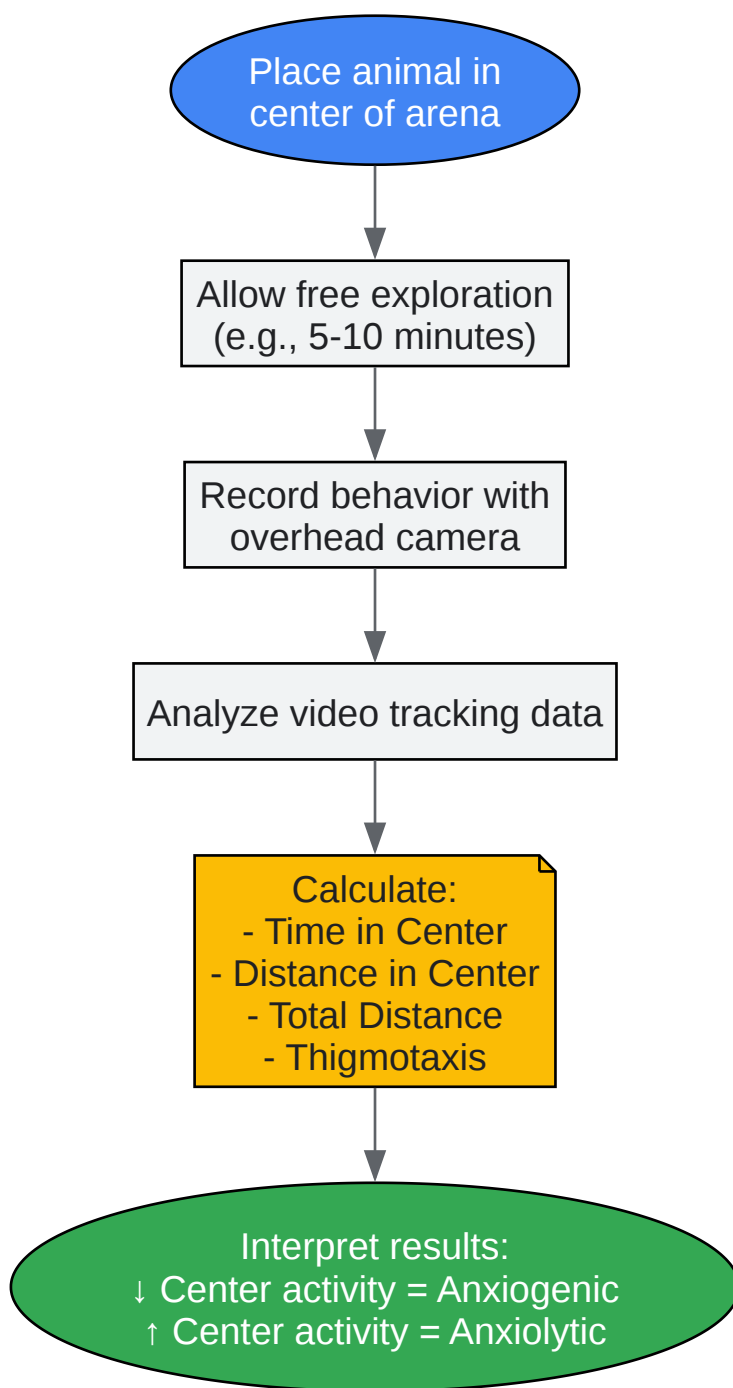 Place animal in
center of arena
Allow free exploration
(e.g., 5-10 minutes)
Record behavior with
overhead camera
Analyze video tracking data
Calculate:
- Time in Center
- Distance in Center
- Total Distance
- Thigmotaxis
Interpret results:
↓ Center activity = Anxiogenic
↑ Center activity = Anxiolytic